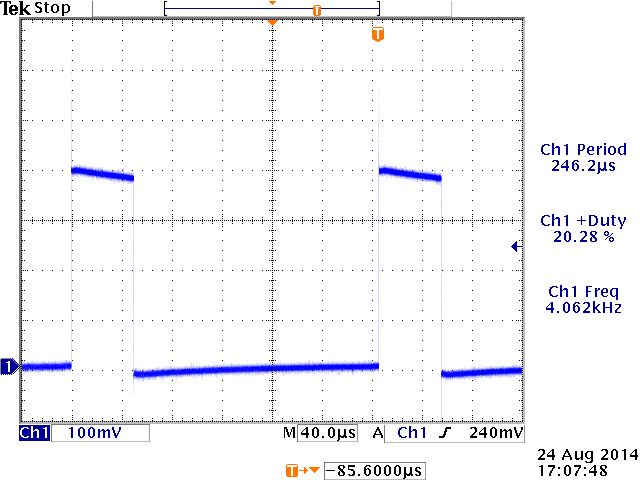 Tek Stop
T
T
Ch1 Period
246.2µs
Ch1 +Duty
20.28 %
Ch1 Freq
4.062kHz
1
Ch1 100mV M 40.0µs A Ch1 240mV
T -85.6000µs
24 Aug 2014
17:07:48